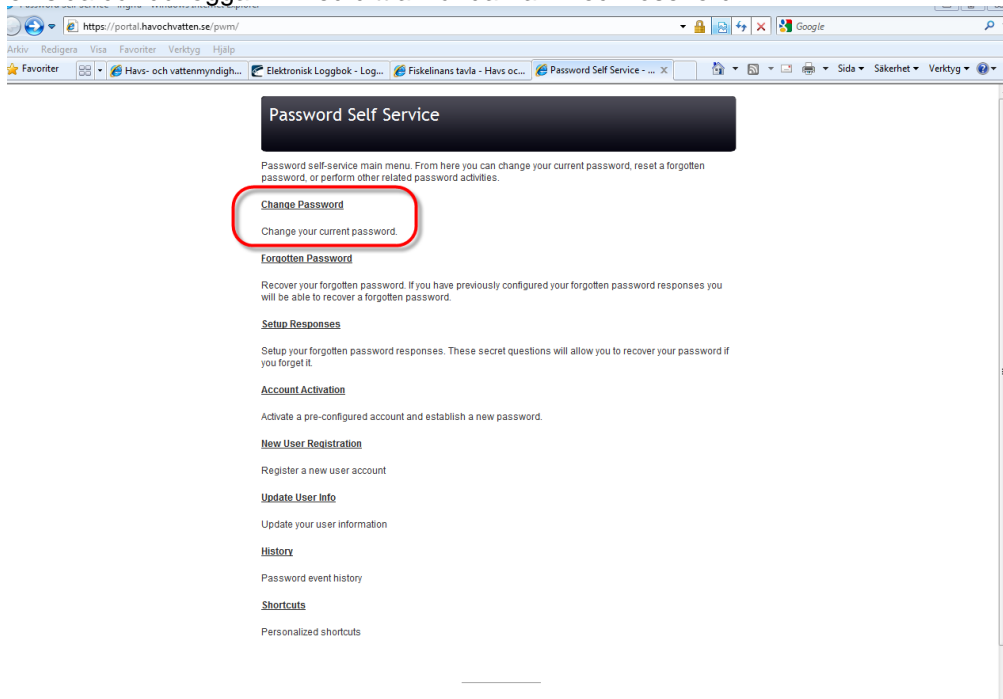 https://portal.havochvatten.se/pwm/
Google
Arkiv Redigera Visa Favoriter Verktyg Hjälp
Favoriter
Havs- och vattenmyndigh...
Elektronisk Loggbok - Log...
Fiskelinans tavla - Havs oc...
Password Self Service - ...
Sida
Säkerhet
Verktyg
Password Self Service
Password self-service main menu. From here you can change your current password, reset a forgotten
password, or perform other related password activities.
Change Password
Change your current password.
Forgotten Password
Recover your forgotten password. If you have previously configured your forgotten password responses you
will be able to recover a forgotten password.
Setup Responses
Setup your forgotten password responses. These secret questions will allow you to recover your password if
you forget it.
Account Activation
Activate a pre-configured account and establish a new password.
New User Registration
Register a new user account
Update User Info
Update your user information
History
Password event history
Shortcuts
Personalized shortcuts